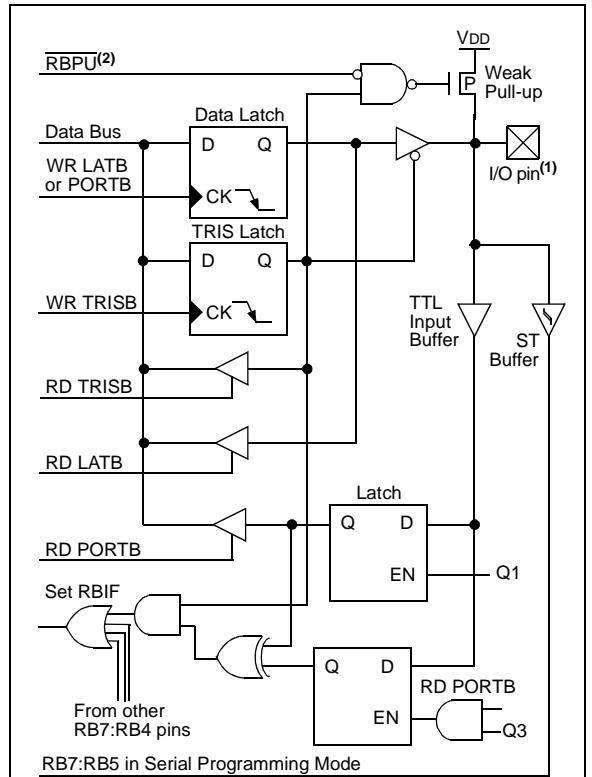 VDD
RBPU(2)
P
Weak
Pull-up
Data Latch
Data Bus
D Q
I/O pin(1)
WR LATB
or PORTB
CK
TRIS Latch
D Q
WR TRISB
CK
TTL
Input
Buffer
ST
Buffer
RD TRISB
RD LATB
Latch
Q D
RD PORTB
EN
Q1
Set RBIF
Q D
RD PORTB
EN
Q3
From other
RB7:RB4 pins
RB7:RB5 in Serial Programming Mode